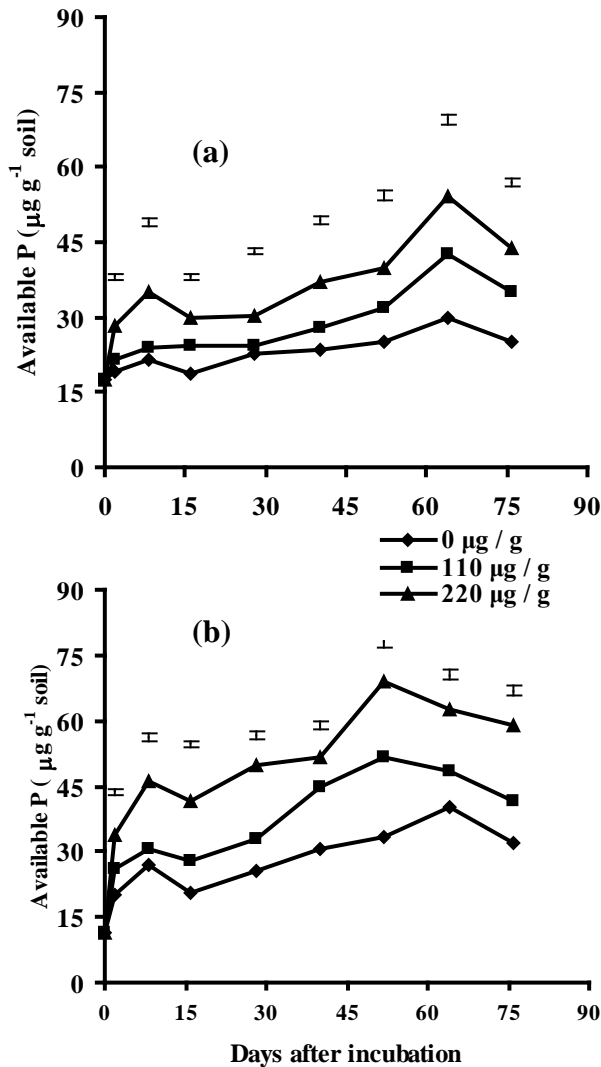 90
75
60
45
30
15
0
Available P (μg g⁻¹ soil)
(a)
0 15 30 45 60 75 90
0 μg / g
110 μg / g
220 μg / g
90
75
60
45
30
15
0
Available P ( μg g⁻¹ soil)
(b)
0 15 30 45 60 75 90
Days after incubation